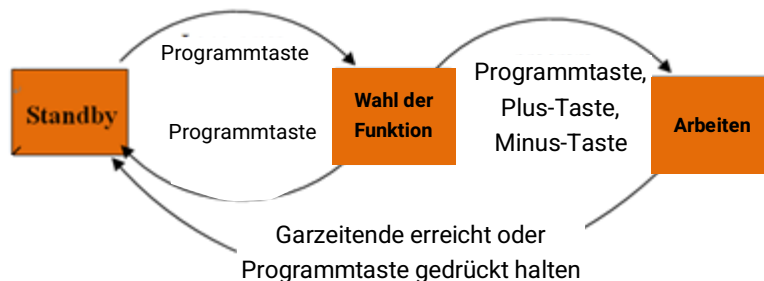 Programmtaste
Standby
Programmtaste
Wahl der
Funktion
Programmtaste,
Plus-Taste,
Minus-Taste
Arbeiten
Garzeitende erreicht oder
Programmtaste gedrückt halten